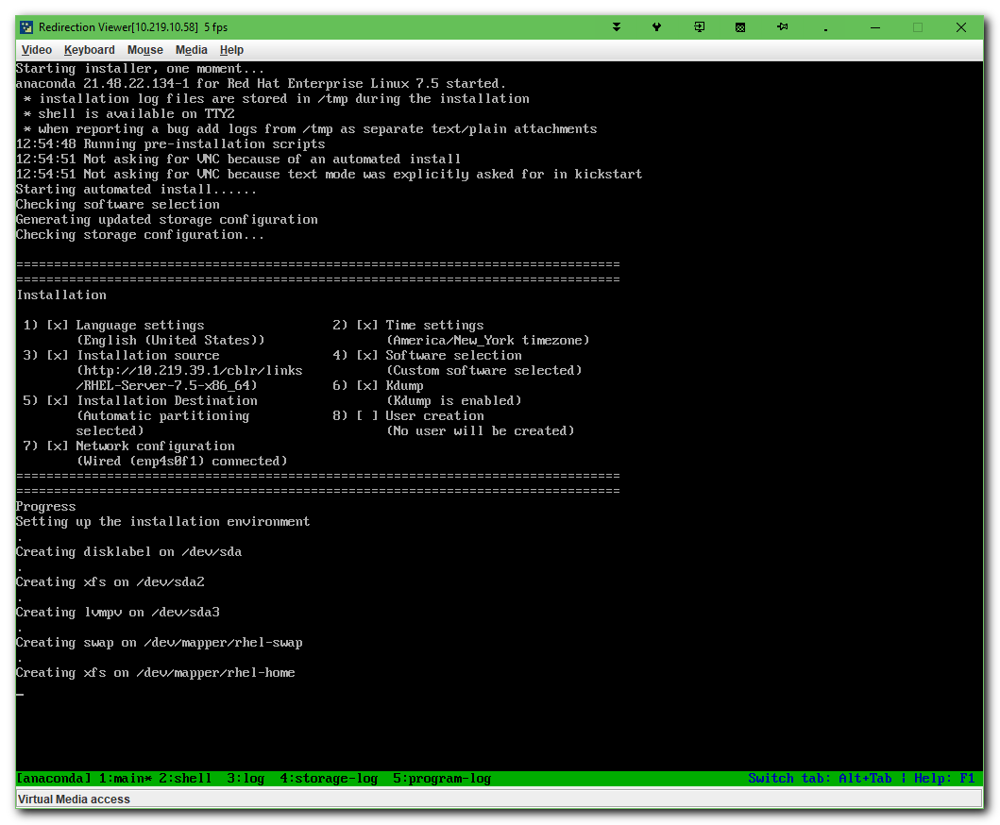 Redirection Viewer[10.219.10.58] 5 fps
Video Keyboard Mouse Media Help
Starting installer, one moment...
anaconda 21.48.22.134-1 for Red Hat Enterprise Linux 7.5 started.
* installation log files are stored in /tmp during the installation
* shell is available on TTY2
* when reporting a bug add logs from /tmp as separate text/plain attachments
12:54:48 Running pre-installation scripts
12:54:51 Not asking for VNC because of an automated install
12:54:51 Not asking for VNC because text mode was explicitly asked for in kickstart
Starting automated install......
Checking software selection
Generating updated storage configuration
Checking storage configuration...
================================================================================
================================================================================
Installation
1) [x] Language settings 2) [x] Time settings
(English (United States)) (America/New_York timezone)
3) [x] Installation source 4) [x] Software selection
(http://10.219.39.1/cblr/links (Custom software selected)
/RHEL-Server-7.5-x86_64) 6) [x] Kdump
5) [x] Installation Destination (Kdump is enabled)
(Automatic partitioning 8) [ ] User creation
selected) (No user will be created)
7) [x] Network configuration
(Wired (enp4s0f1) connected)
================================================================================
================================================================================
Progress
Setting up the installation environment
.
Creating disklabel on /dev/sda
.
Creating xfs on /dev/sda2
.
Creating lvmpv on /dev/sda3
.
Creating swap on /dev/mapper/rhel-swap
.
Creating xfs on /dev/mapper/rhel-home
[anaconda] 1:main* 2:shell 3:log 4:storage-log 5:program-log Switch tab: Alt+Tab | Help: F1
Virtual Media access